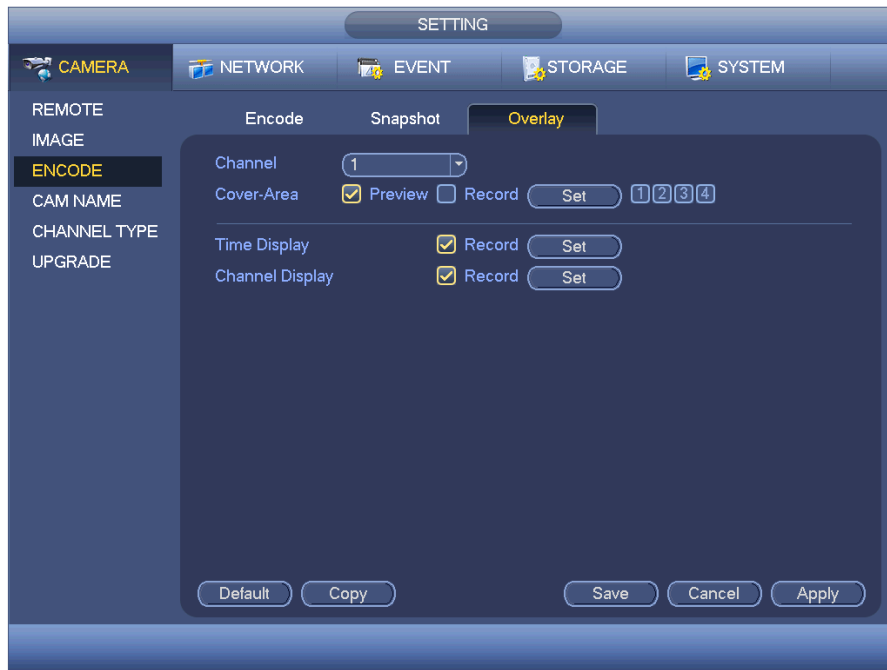 SETTING
CAMERA NETWORK EVENT STORAGE SYSTEM
REMOTE
IMAGE
ENCODE
CAM NAME
CHANNEL TYPE
UPGRADE
Encode Snapshot Overlay
Channel 1
Cover-Area Preview Record Set 1 2 3 4
Time Display Record Set
Channel Display Record Set
Default Copy Save Cancel Apply